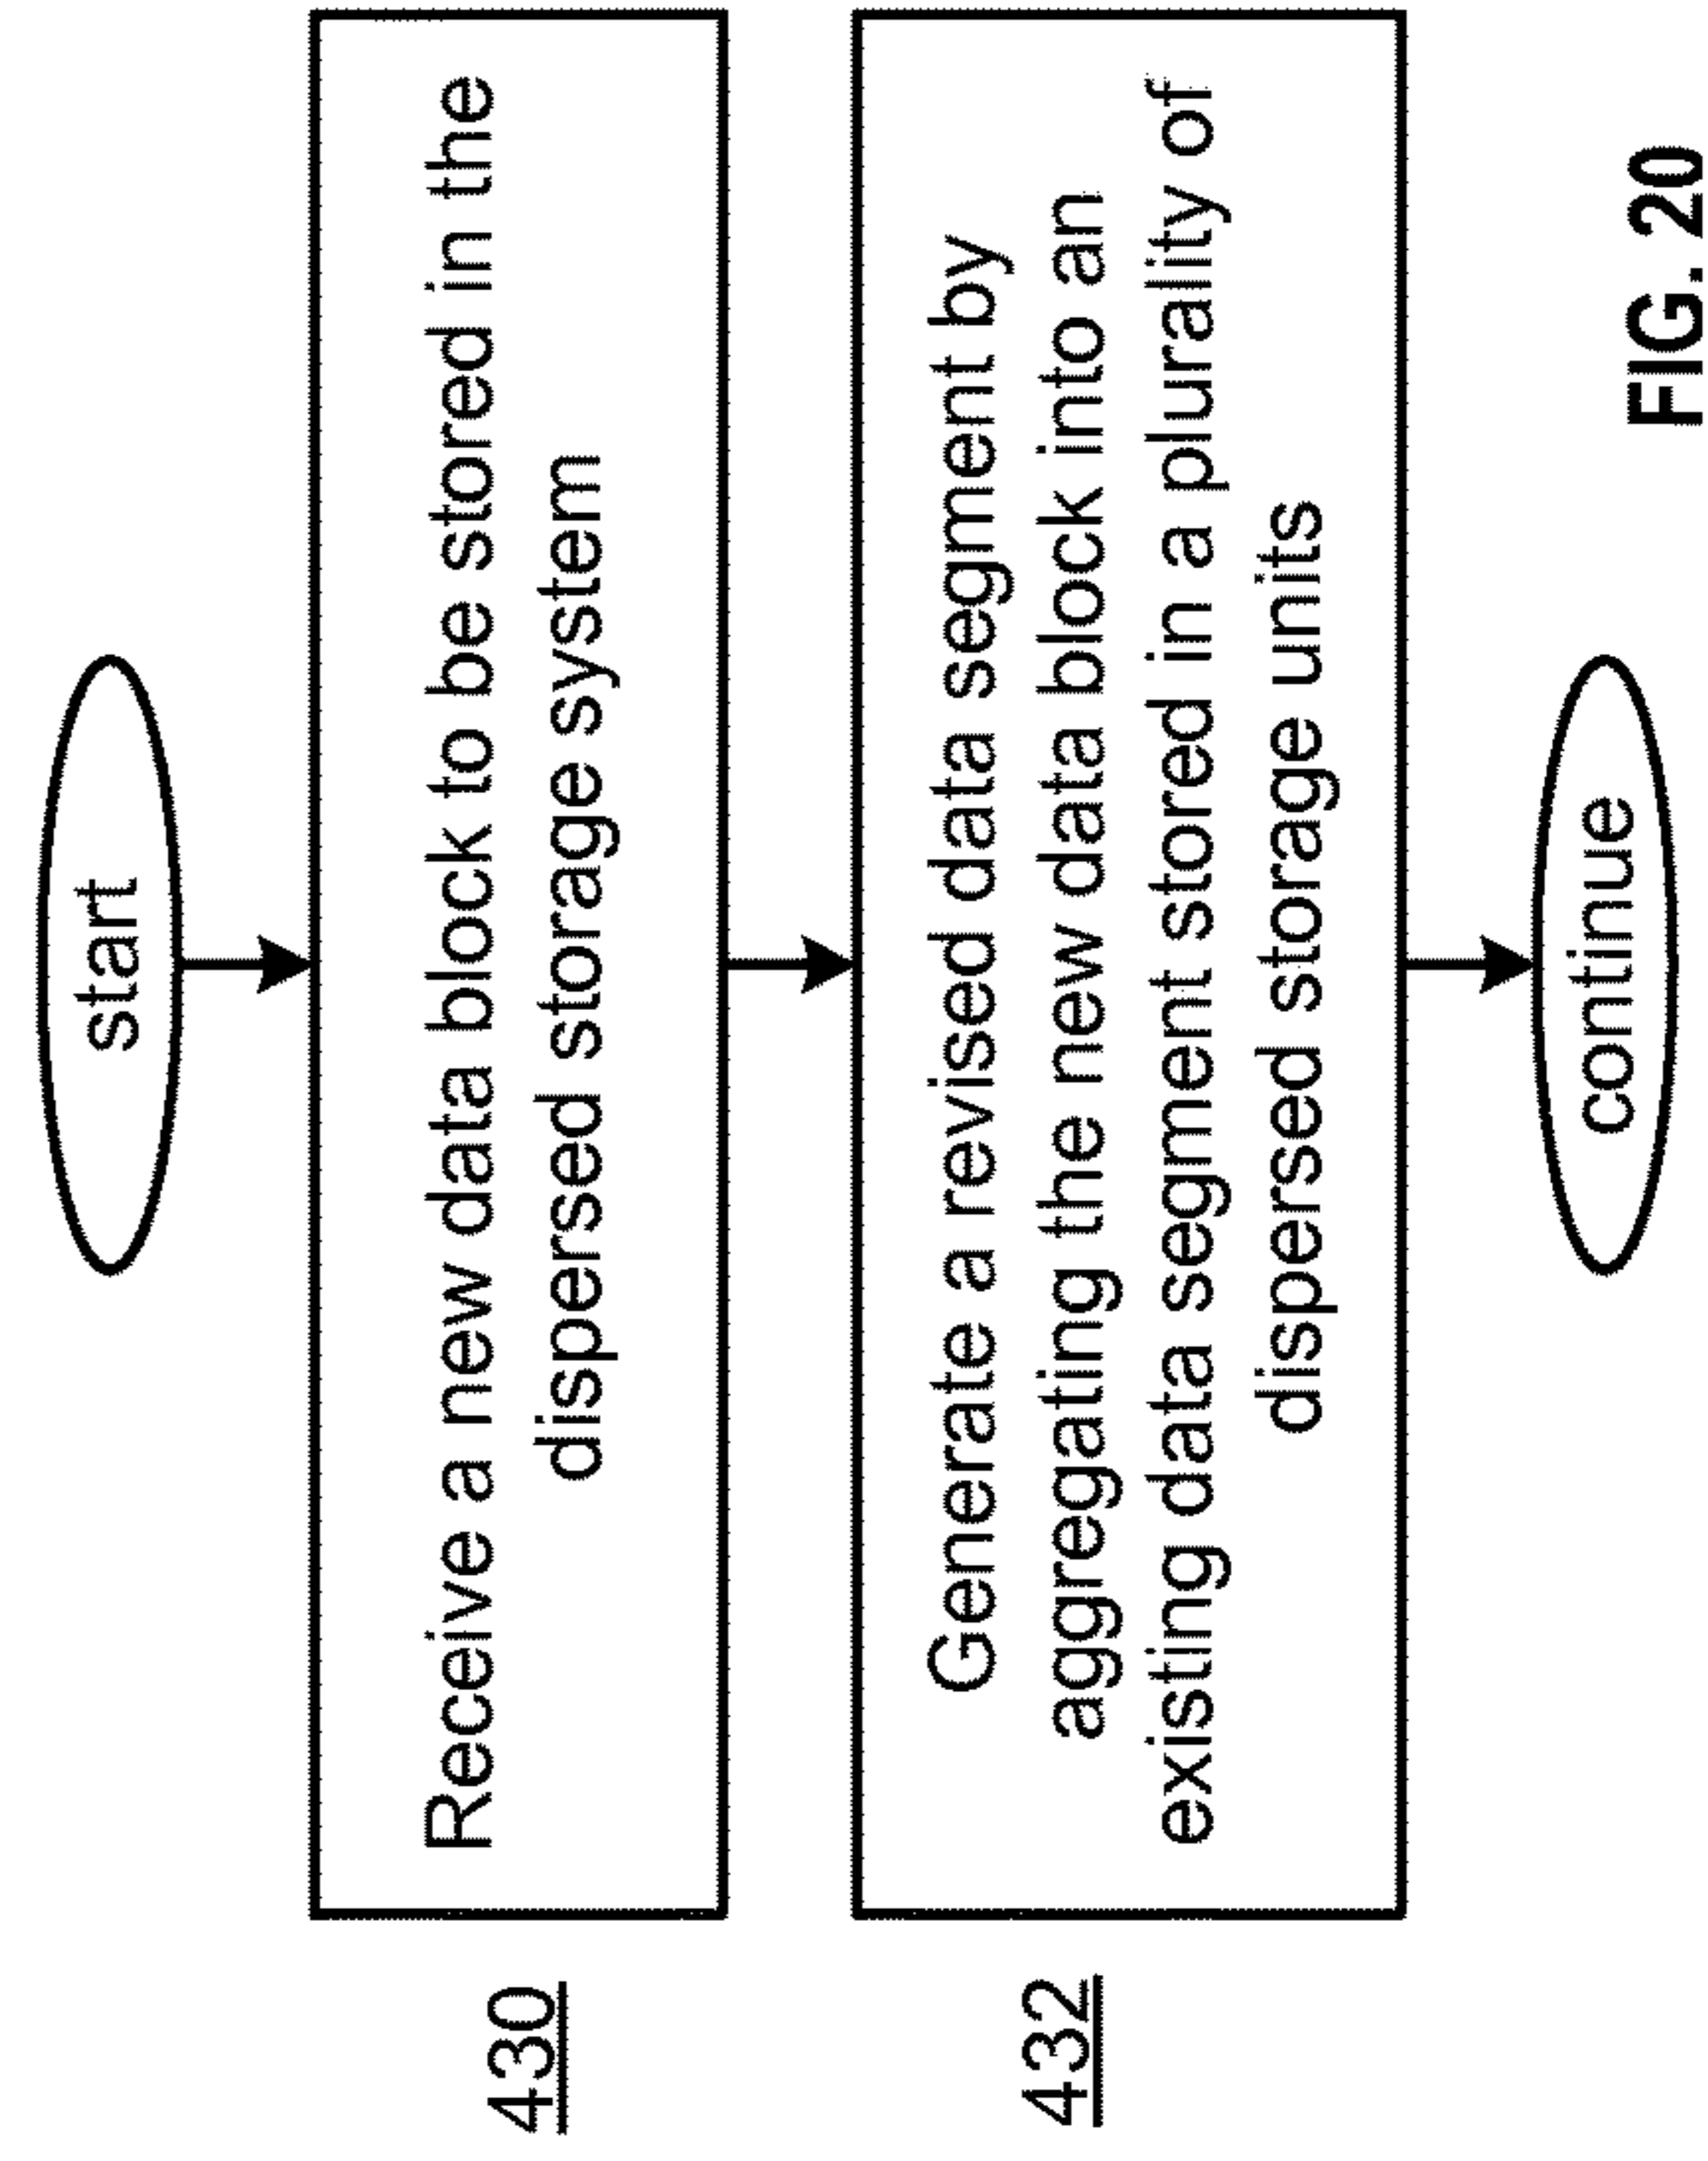 start
430
Receive a new data block to be stored in the
dispersed storage system
432
Generate a revised data segment by
aggregating the new data block into an
existing data segment stored in a plurality of
dispersed storage units
continue
FIG. 20